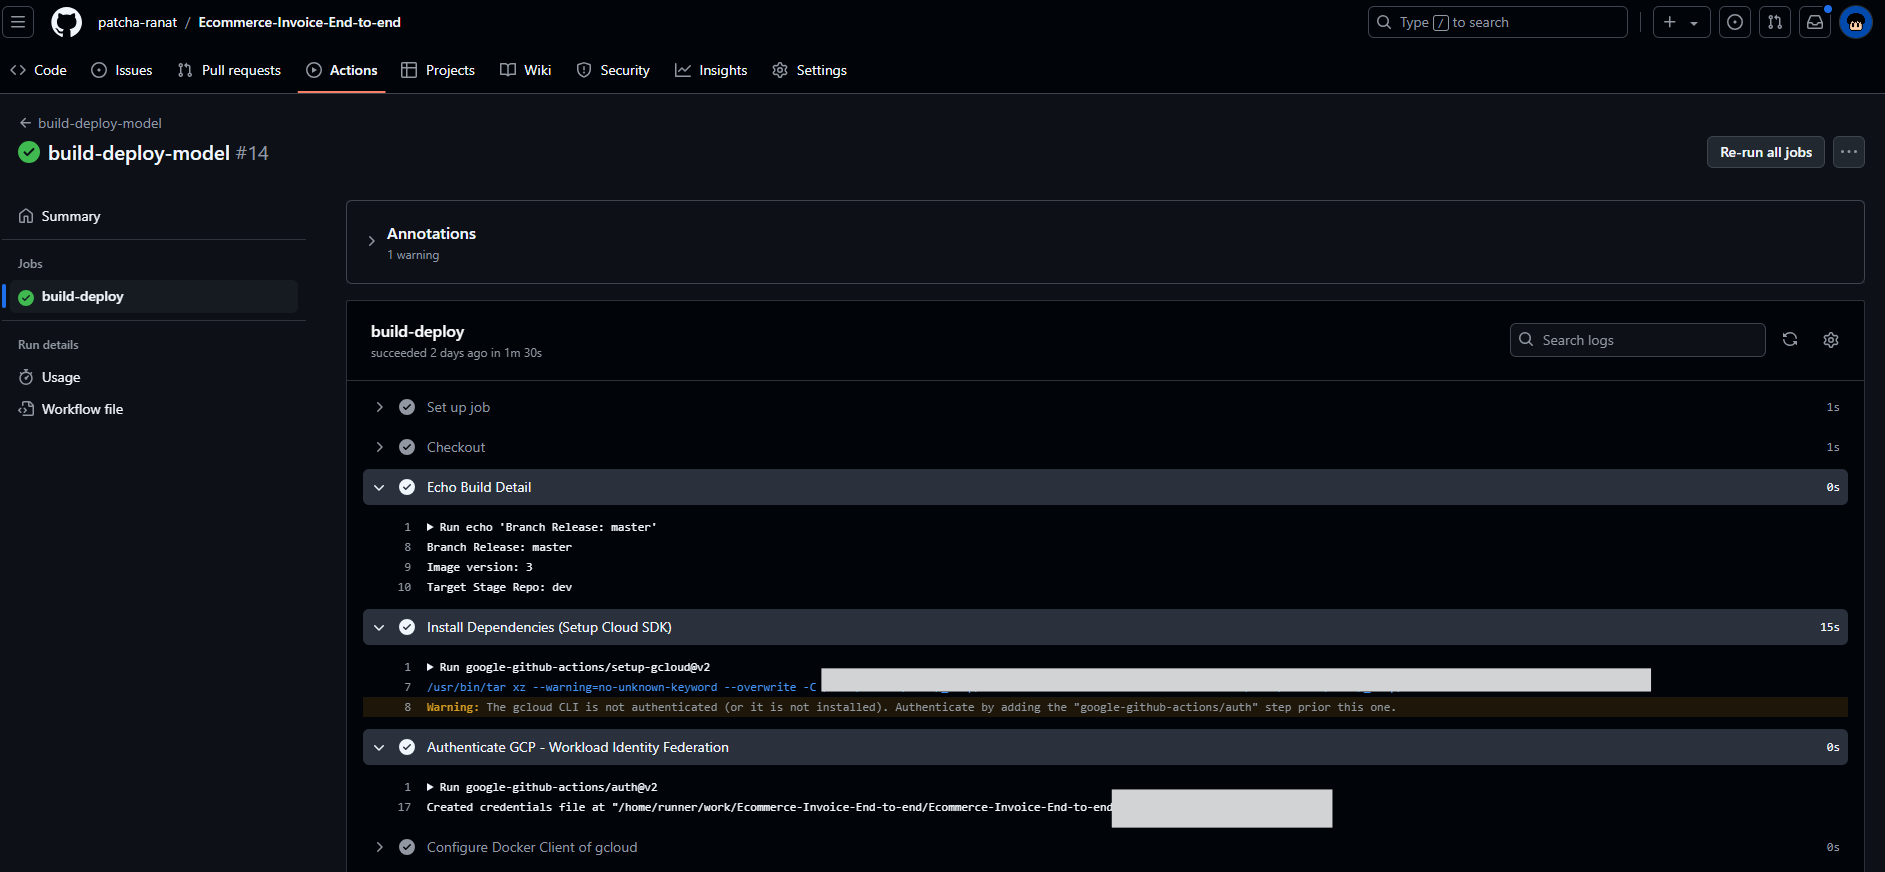 patcha-ranat / Ecommerce-Invoice-End-to-end
Type / to search
Code Issues Pull requests Actions Projects Wiki Security Insights Settings
build-deploy-model
build-deploy-model #14
Re-run all jobs
Summary
Jobs
build-deploy
Run details
Usage
Workflow file
Annotations
1 warning
build-deploy
succeeded 2 days ago in 1m 30s
Search logs
Set up job 1s
Checkout 1s
Echo Build Detail 0s
1 Run echo 'Branch Release: master'
8 Branch Release: master
9 Image version: 3
10 Target Stage Repo: dev
Install Dependencies (Setup Cloud SDK) 15s
1 Run google-github-actions/setup-gcloud@v2
7 /usr/bin/tar xz --warning=no-unknown-keyword --overwrite -C
8 Warning: The gcloud CLI is not authenticated (or it is not installed). Authenticate by adding the "google-github-actions/auth" step prior this one.
Authenticate GCP - Workload Identity Federation 0s
1 Run google-github-actions/auth@v2
17 Created credentials file at "/home/runner/work/Ecommerce-Invoice-End-to-end/Ecommerce-Invoice-End-to-end
Configure Docker Client of gcloud 0s